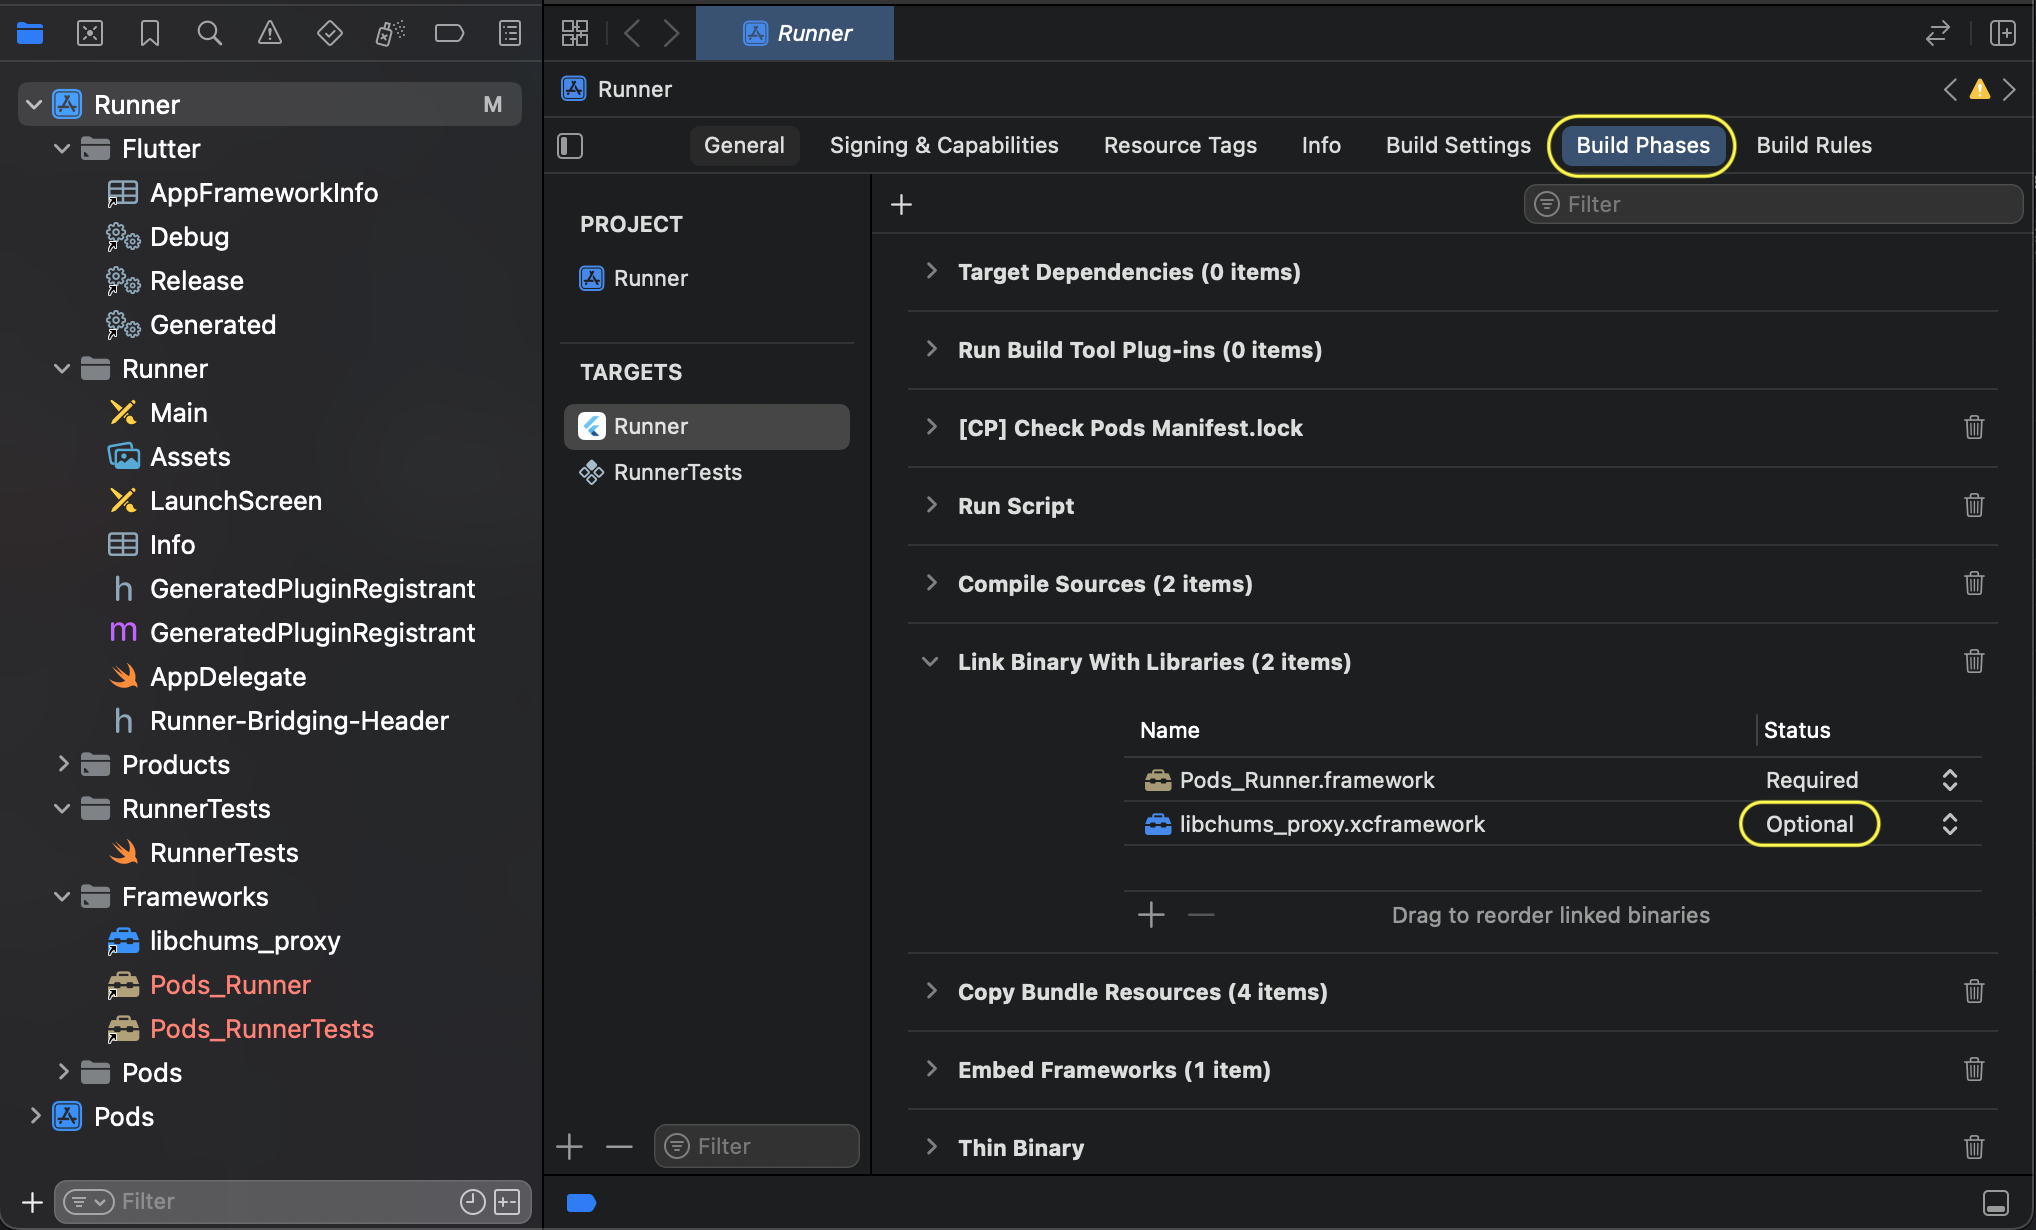 Runner
Runner M
Flutter
AppFrameworkInfo
Debug
Release
Generated
Runner
Main
Assets
LaunchScreen
Info
h GeneratedPluginRegistrant
m GeneratedPluginRegistrant
AppDelegate
h Runner-Bridging-Header
Products
RunnerTests
RunnerTests
Frameworks
libchums_proxy
Pods_Runner
Pods_RunnerTests
Pods
Pods
Filter
Runner
General Signing & Capabilities Resource Tags Info Build Settings Build Phases Build Rules
PROJECT
Runner
TARGETS
Runner
RunnerTests
Filter
Filter
Target Dependencies (0 items)
Run Build Tool Plug-ins (0 items)
[CP] Check Pods Manifest.lock
Run Script
Compile Sources (2 items)
Link Binary With Libraries (2 items)
Name Status
Pods_Runner.framework Required
libchums_proxy.xcframework Optional
Drag to reorder linked binaries
Copy Bundle Resources (4 items)
Embed Frameworks (1 item)
Thin Binary